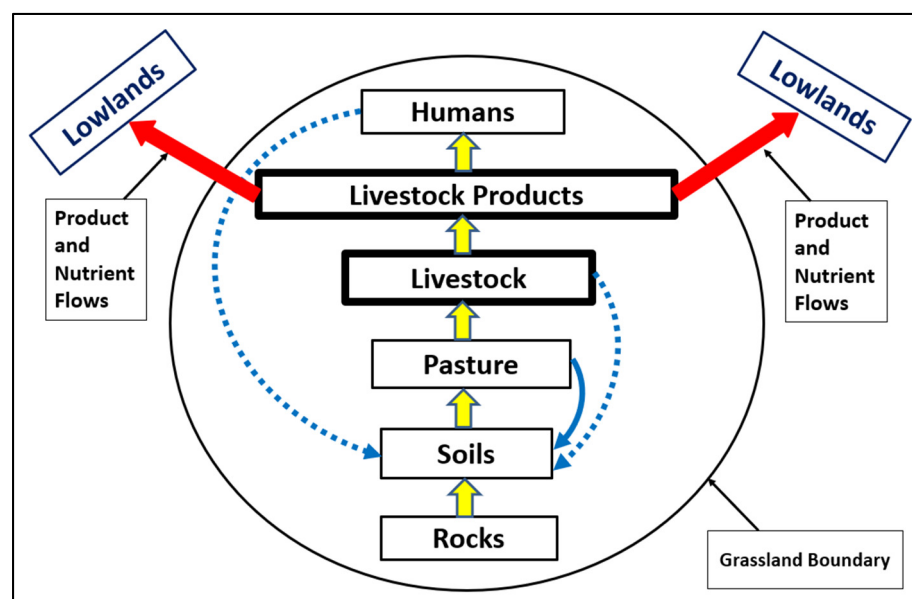 Lowlands
Lowlands
Humans
Livestock Products
Product
and
Nutrient
Flows
Product
and
Nutrient
Flows
Livestock
Pasture
Soils
Rocks
Grassland Boundary